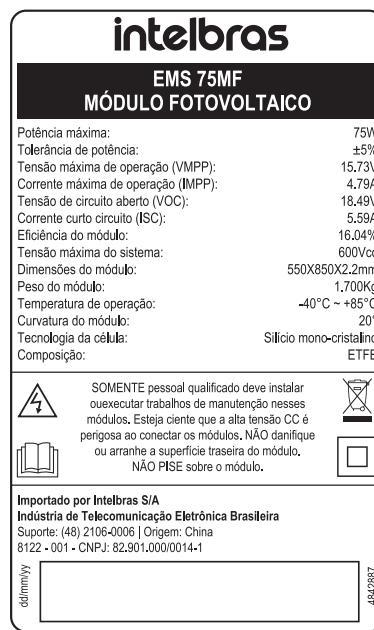 intelbras
EMS 75MF
MÓDULO FOTOVOLTAICO
Potência máxima: 75W
Tolerância de potência: ±5%
Tensão máxima de operação (VMPP): 15.73V
Corrente máxima de operação (IMPP): 4.79A
Tensão de circuito aberto (VOC): 18.49V
Corrente curto circuito (ISC): 5.59A
Eficiência do módulo: 16.04%
Tensão máxima do sistema: 600Vcc
Dimensões do módulo: 550X850X2.2mm
Peso do módulo: 1.700Kg
Temperatura de operação: -40°C ~ +85°C
Curvatura do módulo: 20°
Tecnologia da célula: Silício mono-cristalino
Composição: ETFE
SOMENTE pessoal qualificado deve instalar
ouexecutar trabalhos de manutenção nesses
módulos. Esteja ciente que a alta tensão CC é
perigosa ao conectar os módulos. NÃO danifique
ou arranhe a superfície traseira do módulo.
NÃO PISE sobre o módulo.
Importado por Intelbras S/A
Indústria de Telecomunicação Eletrônica Brasileira
Suporte: (48) 2106-0006 | Origem: China
8122 - 001 - CNPJ: 82.901.000/0014-1
dd/mm/yy
4842887